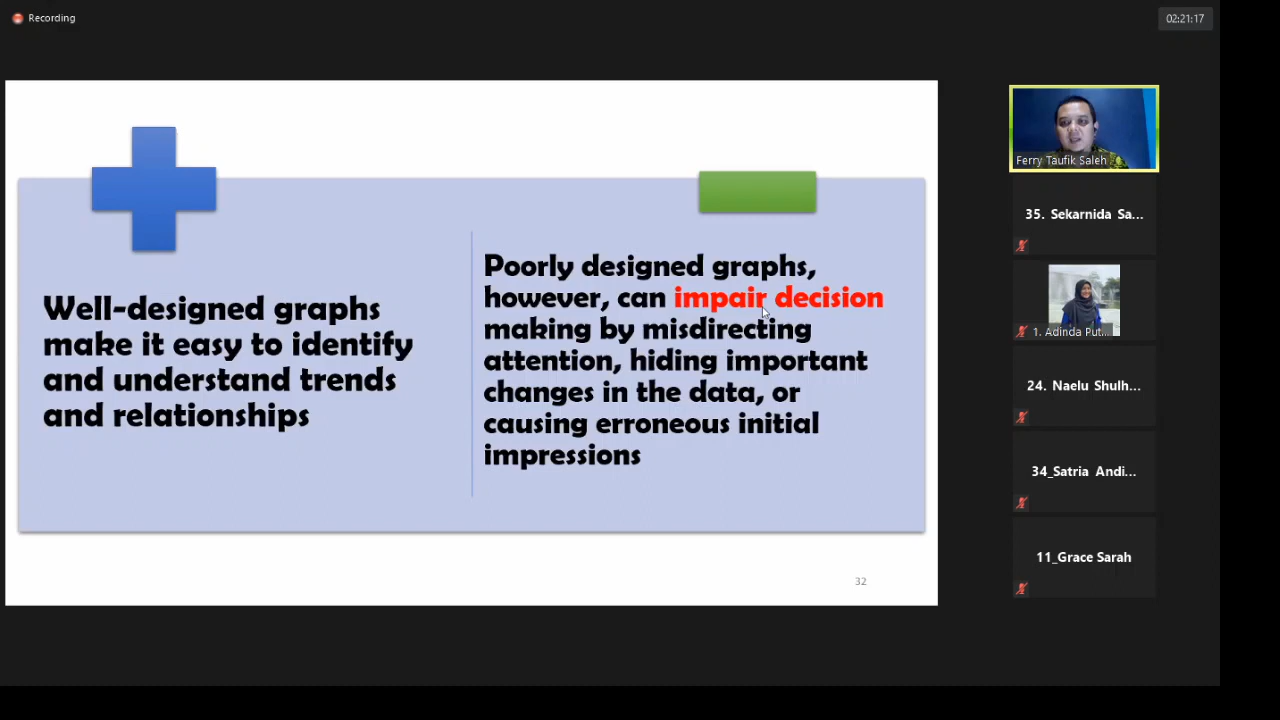 Recording
02:21:17
Well-designed graphs
make it easy to identify
and understand trends
and relationships
Poorly designed graphs,
however, can impair decision
making by misdirecting
attention, hiding important
changes in the data, or
causing erroneous initial
impressions
32
Ferry Taufik Saleh
35. Sekarnida Sa...
1. Adinda Put...
24. Naelu Shulh...
34_Satria Andi...
11_Grace Sarah